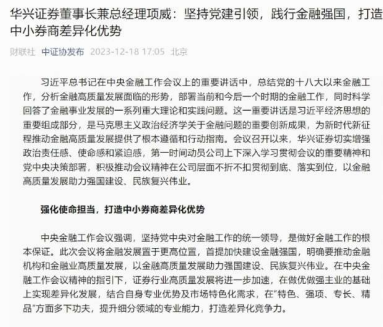 华兴证券董事长兼总经理项威：坚持党建引领，践行金融强国，打造
中小券商差异化优势
财联社 中证协发布 2023-12-18 17:05 北京
习近平总书记在中央金融工作会议上的重要讲话中，总结党的十八大以来金融工
作，分析金融高质量发展面临的形势，部署当前和今后一个时期的金融工作，同时科学
回答了金融事业发展的一系列重大理论和实践问题。这一重要讲话是习近平经济思想的
重要组成部分，是马克思主义政治经济学关于金融问题的重要创新成果，为新时代新征
程推动金融高质量发展提供了根本遵循和行动指南。会议召开以来，华兴证券切实增强
政治责任感、使命感和紧迫感，第一时间动员公司上下深入学习贯彻会议的重要精神和
党中央决策部署，积极推动会议精神在公司层面不折不扣贯彻到底、落实到位，以金融
高质量发展助力强国建设、民族复兴伟业。
强化使命担当，打造中小券商差异化优势
中央金融工作会议强调，坚持党中央对金融工作的统一领导，是做好金融工作的根
本保证。此次会议将金融发展置于更高位置，首提加快建设金融强国，明确要推动金融
机构和金融业高质量发展，以金融高质量发展助力强国建设、民族复兴伟业。在中央金
融工作会议精神的指引下，证券行业高质量发展将进一步加速，在做优做强主业的基础
上实现差异化发展，结合自身专业优势及市场特色化需求，在“特色、强项、专长、精
品”方面多下功夫，提升细分领域的专业能力，打造差异化竞争力。